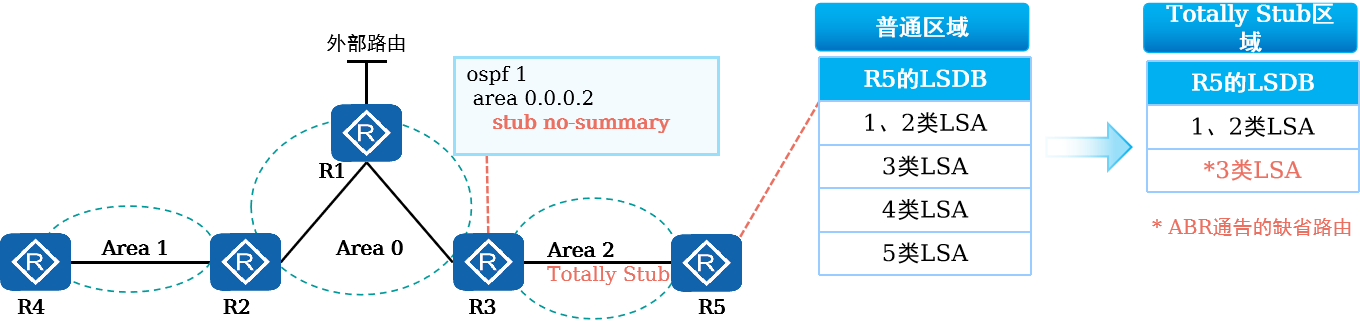 外部路由
R
R1
ospf 1
area 0.0.0.2
stub no-summary
Area 1
Area 0
Area 2
Totally Stub
R
R4
R
R2
R
R3
R
R5
普通区域
R5的LSDB
1、2类LSA
3类LSA
4类LSA
5类LSA
Totally Stub区
域
R5的LSDB
1、2类LSA
*3类LSA
* ABR通告的缺省路由